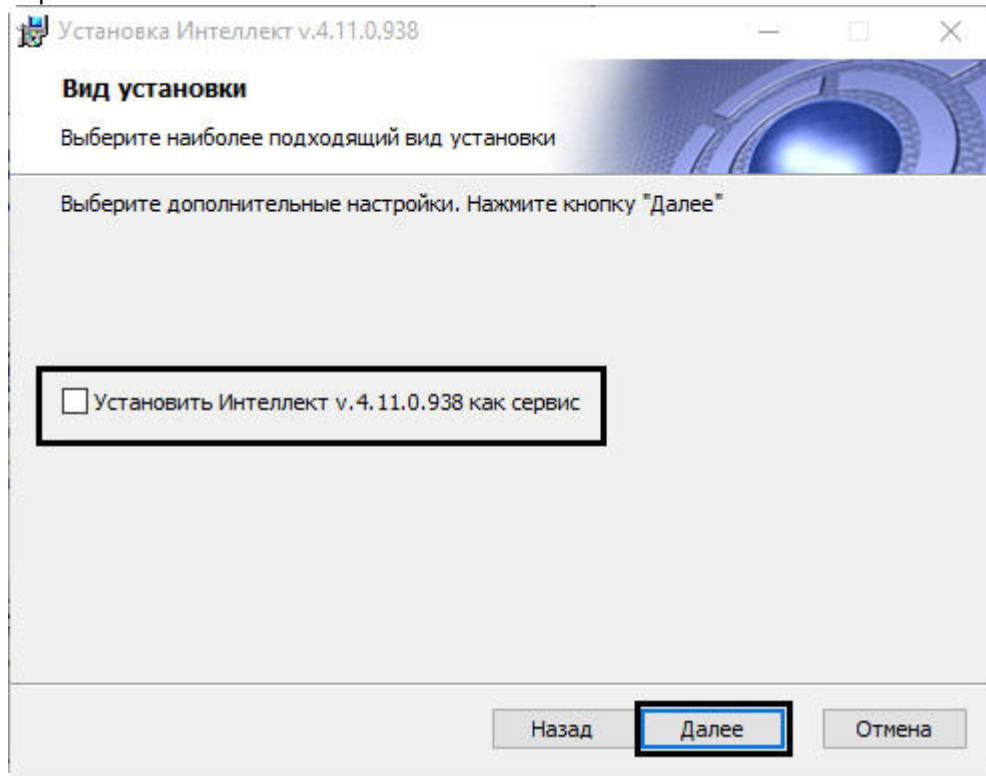 Установка Интеллект v.4.11.0.938
Вид установки
Выберите наиболее подходящий вид установки
Выберите дополнительные настройки. Нажмите кнопку "Далее"
Установить Интеллект v.4.11.0.938 как сервис
Назад Далее Отмена